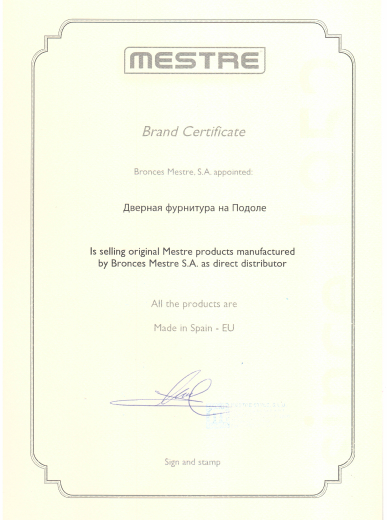 MESTRE
Brand Certificate
Bronces Mestre, S.A. appointed:
Дверная фурнитура на Подоле
Is selling original Mestre products manufactured
by Bronces Mestre S.A. as direct distributor
All the products are
Made in Spain - EU
Sign and stamp